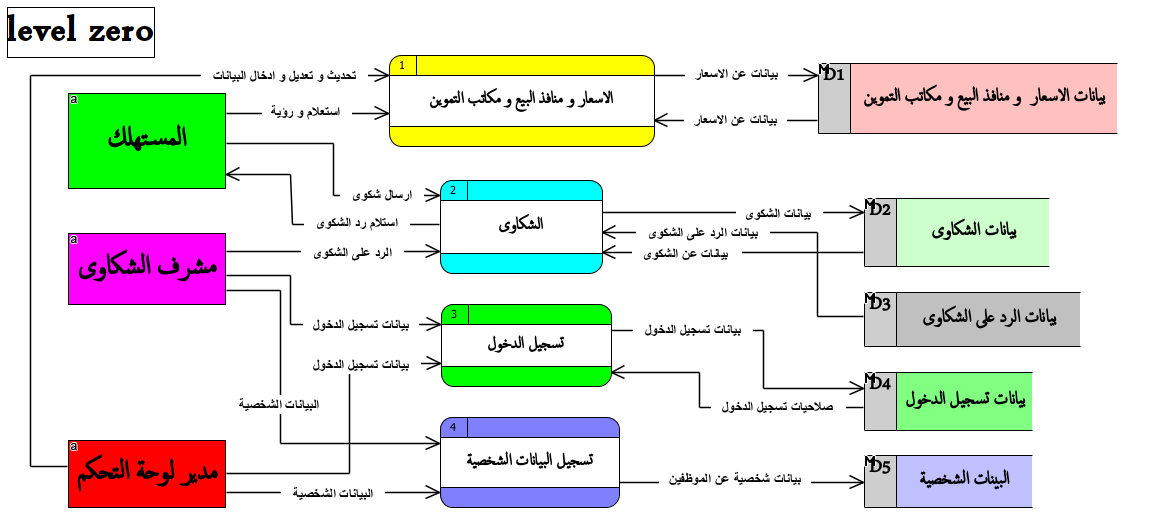 level zero
1
تحديث و تعديل و ادخال البيانات
بيانات عن الاسعار
M
D1
a
الاسعار و منافذ البيع و مكاتب التموين
بيانات الاسعار و منافذ البيع و مكاتب التموين
استعلام و رؤية
بيانات عن الاسعار
المستهلك
2
ارسال شكوى
M
D2
بيانات الشكوى
استلام رد الشكوى
الشكاوى
بيانات الرد على الشكوى
بيانات الشكاوى
a
الرد على الشكوى
بيانات عن الشكوى
مشرف الشكاوى
M
D3
3
بيانات الرد على الشكاوى
بيانات تسجيل الدخول
بيانات تسجيل الدخول
تسجيل الدخول
بيانات تسجيل الدخول
M
D4
البيانات الشخصية
صلاحيات تسجيل الدخول
بيانات تسجيل الدخول
4
a
تسجيل البيانات الشخصية
M
D5
مدير لوحة التحكم
بيانات شخصية عن الموظفين
البينات الشخصية
البيانات الشخصية